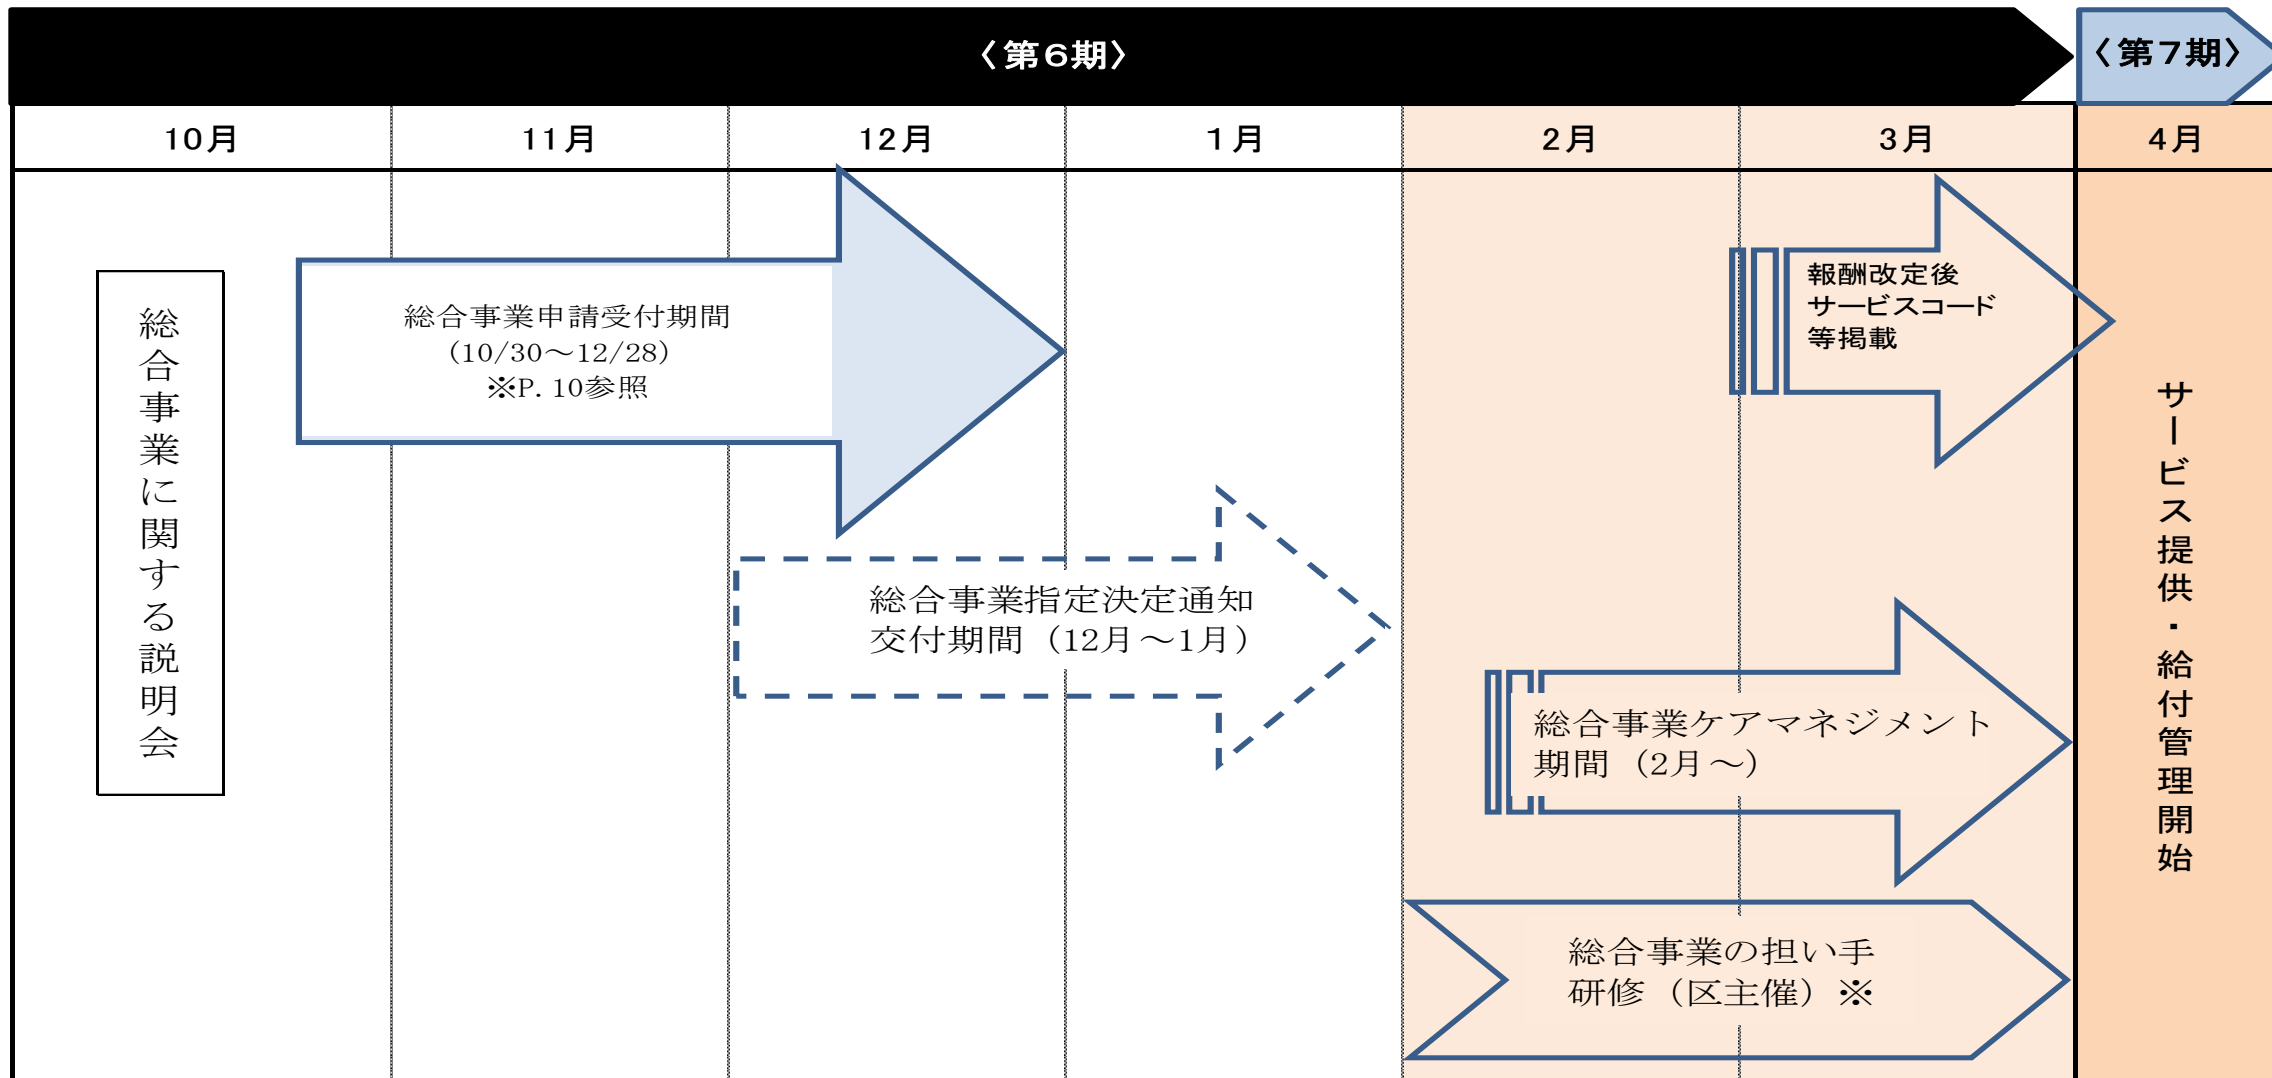 〈第6期〉
〈第7期〉
10月
11月
12月
1月
2月
3月
4月
総合事業に関する説明会
総合事業申請受付期間
（10/30～12/28）
※P.10参照
報酬改定後
サービスコード
等掲載
総合事業指定決定通知
交付期間（12月～1月）
総合事業ケアマネジメント
期間（2月～）
総合事業の担い手
研修（区主催）※
サービス提供・給付管理開始